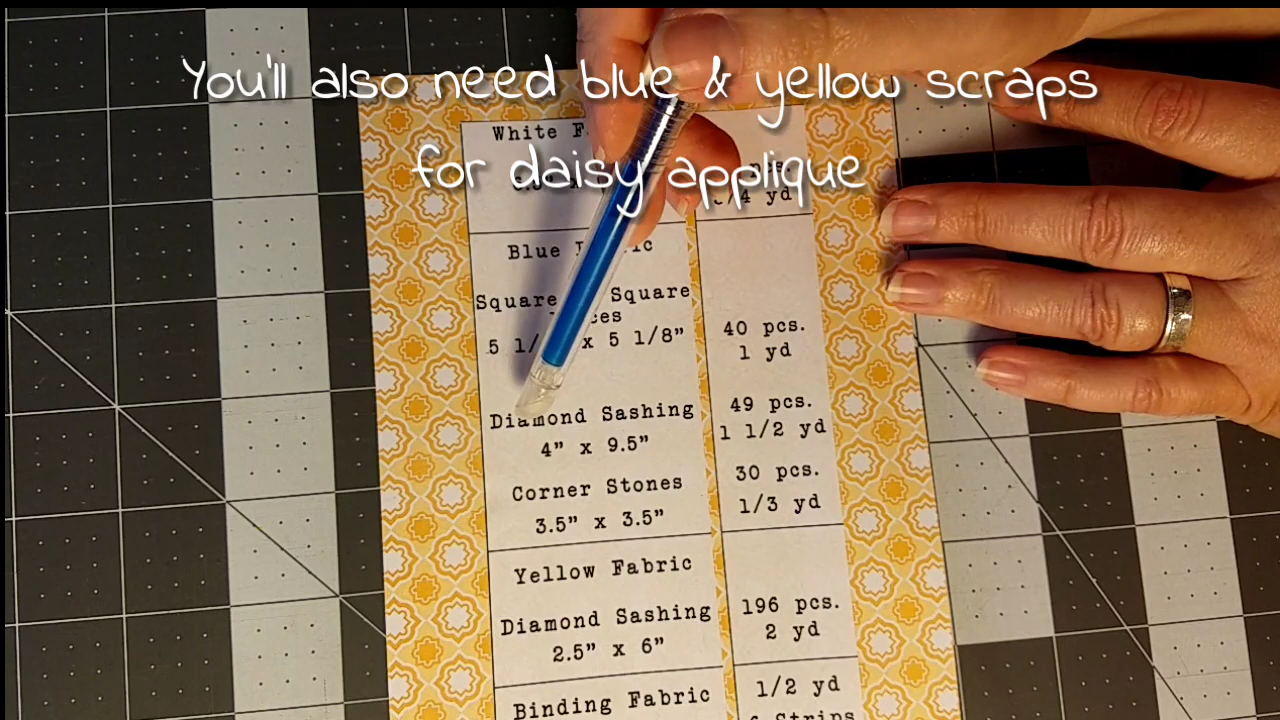 You'll also need blue & yellow scraps
for daisy applique
White
pcs.
yd
Blue
Square Square
5 x 5 1/8”
40 pcs.
1 yd
Diamond Sashing
4” x 9.5”
49 pcs.
1 1/2 yd
Corner Stones
3.5” x 3.5”
30 pcs.
1/3 yd
Yellow Fabric
Diamond Sashing
2.5” x 6”
196 pcs.
2 yd
Binding Fabric
1/2 yd
Strips